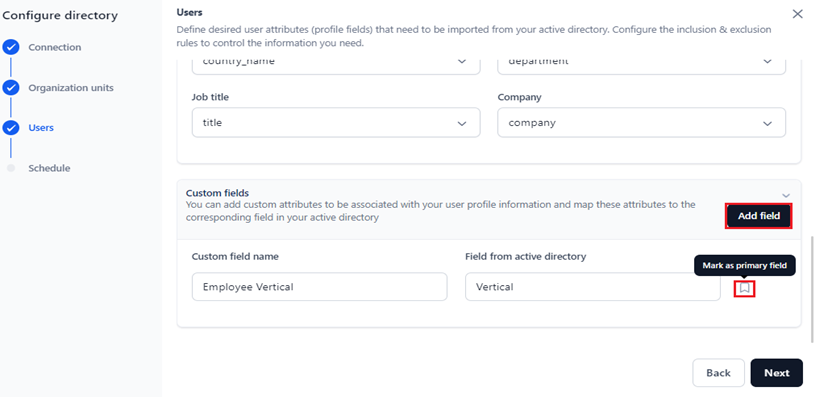 Configure directory
Connection
Organization units
Users
Schedule
Users
Define desired user attributes (profile fields) that need to be imported from your active directory. Configure the inclusion & exclusion
rules to control the information you need.
country_name
department
Job title
Company
title
company
Custom fields
You can add custom attributes to be associated with your user profile information and map these attributes to the
corresponding field in your active directory
Add field
Custom field name
Field from active directory
Mark as primary field
Employee Vertical
Vertical
Back
Next